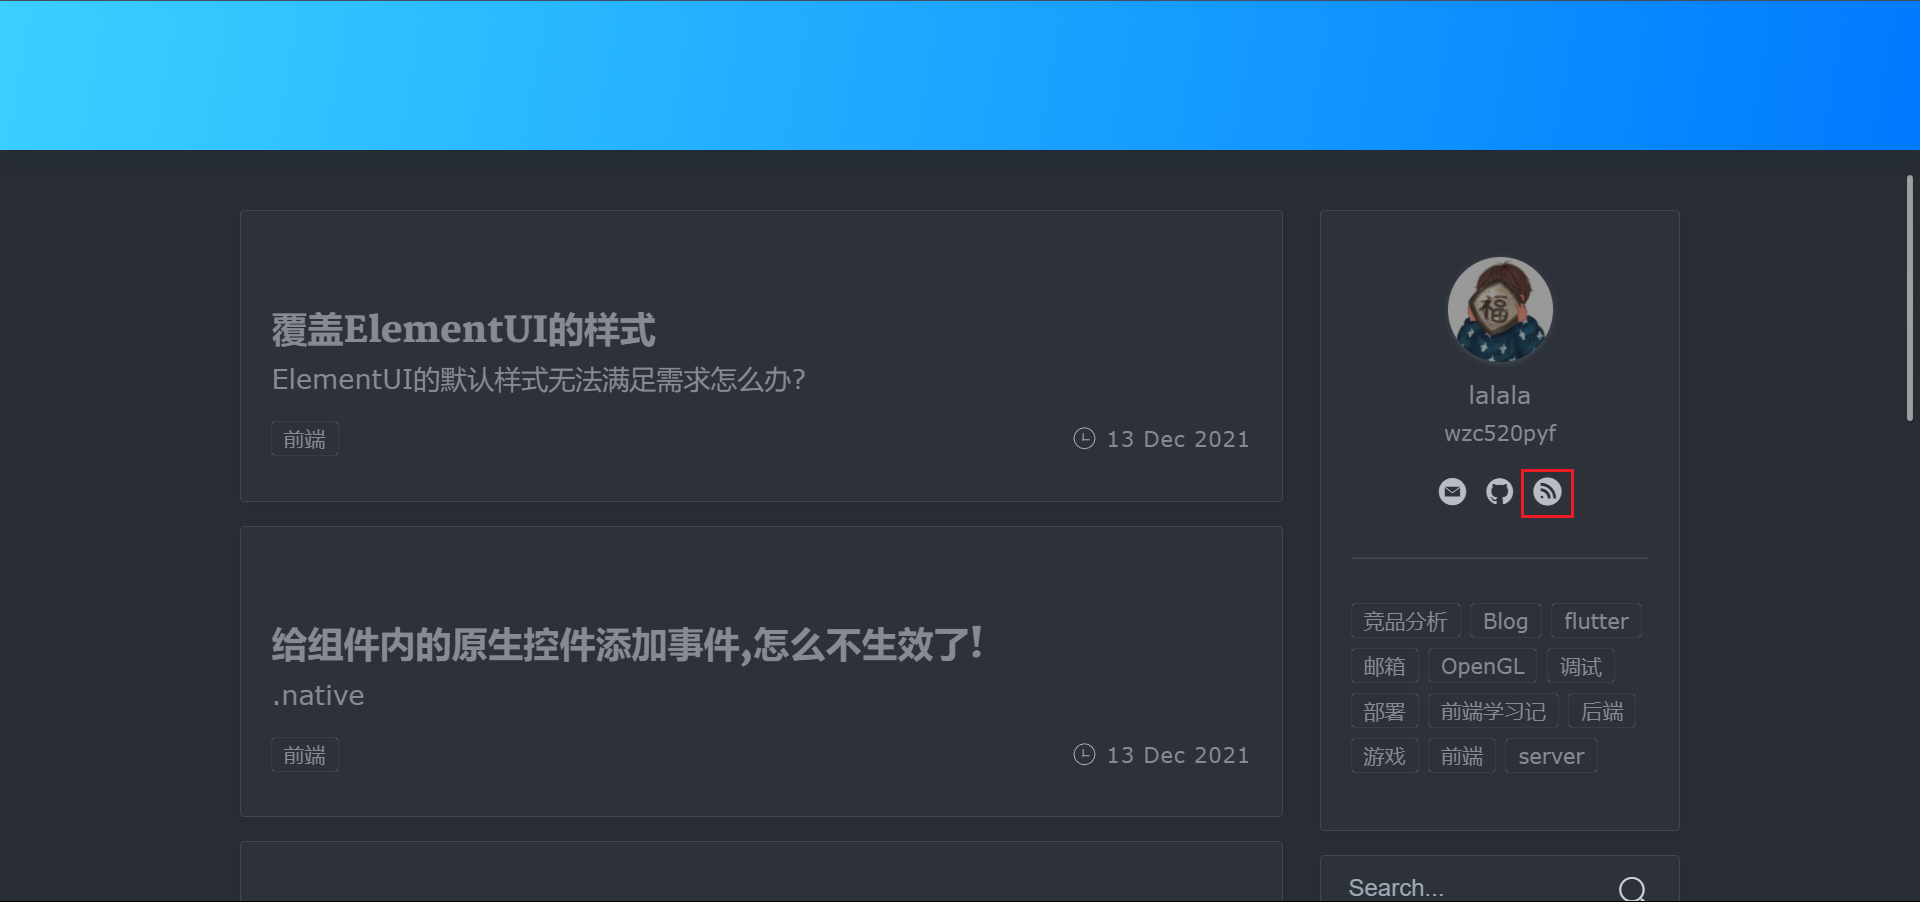 覆盖ElementUI的样式
ElementUI的默认样式无法满足需求怎么办?
前端
13 Dec 2021
给组件内的原生控件添加事件,怎么不生效了!
.native
前端
13 Dec 2021
福
lalala
wzc520pyf
竞品分析 Blog flutter
邮箱 OpenGL 调试
部署 前端学习记 后端
游戏 前端 server
Search...